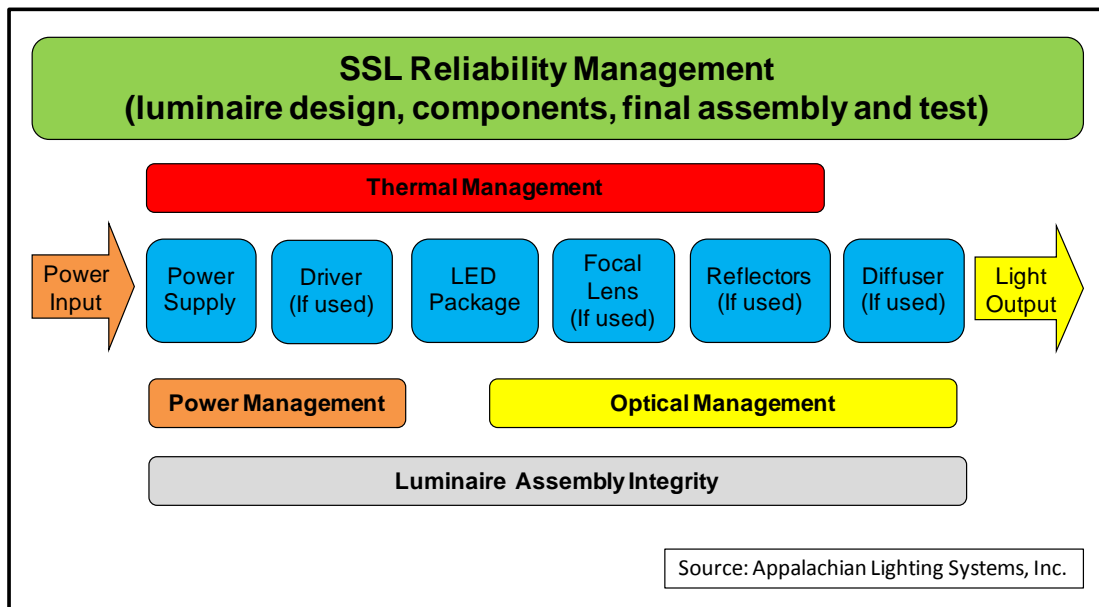 SSL Reliability Management
(luminaire design, components, final assembly and test)
Thermal Management
Power
Input
Power
Supply
Driver
(If used)
LED
Package
Focal
Lens
(If used)
Reflectors
(If used)
Diffuser
(If used)
Light
Output
Power Management
Optical Management
Luminaire Assembly Integrity
Source: Appalachian Lighting Systems, Inc.